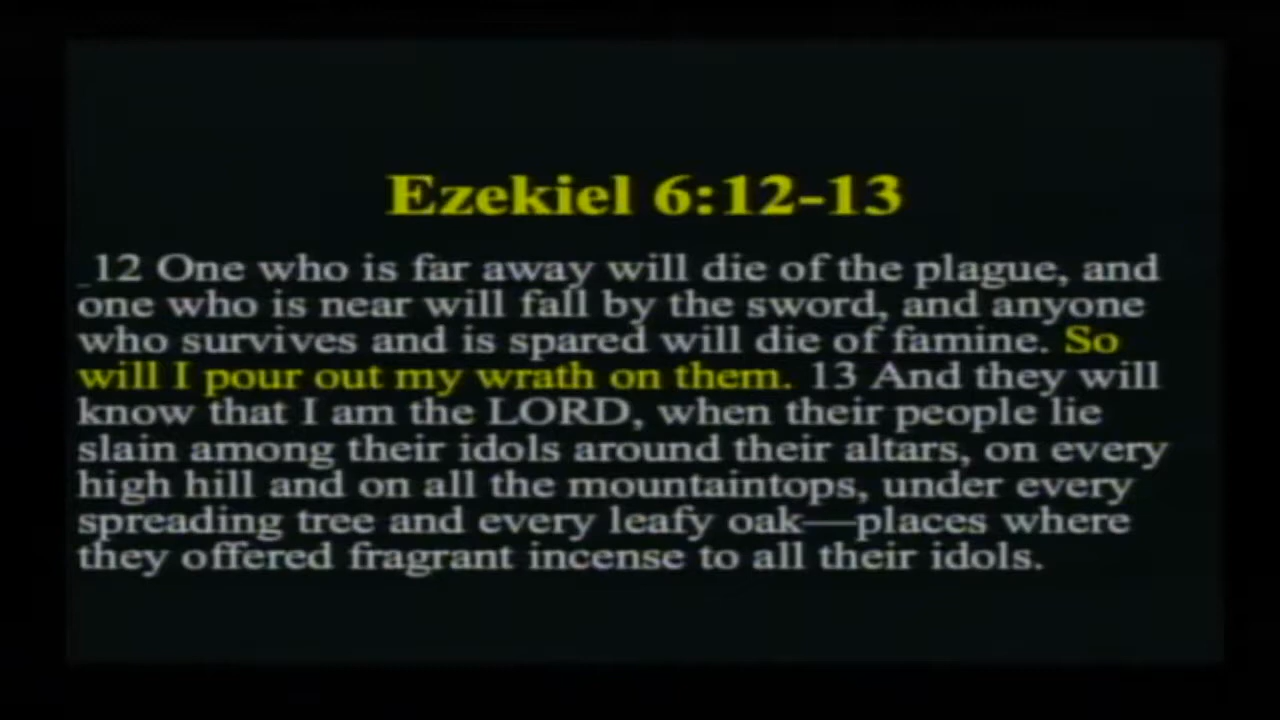 Ezekiel 6:12-13
_12 One who is far away will die of the plague, and
one who is near will fall by the sword, and anyone
who survives and is spared will die of famine. So
will I pour out my wrath on them. 13 And they will
know that I am the LORD, when their people lie
slain among their idols around their altars, on every
high hill and on all the mountaintops, under every
spreading tree and every leafy oak—places where
they offered fragrant incense to all their idols.